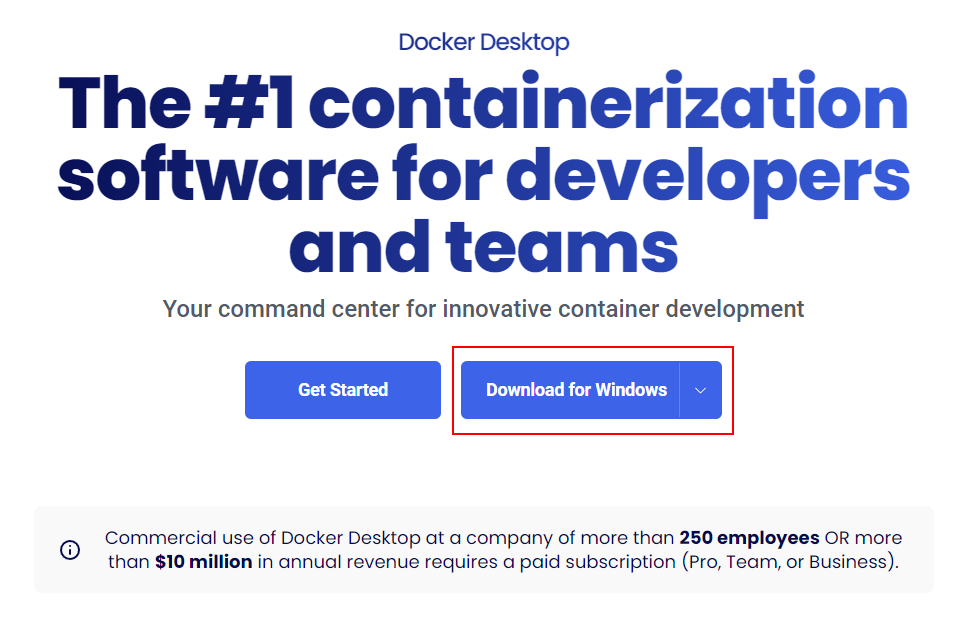 Docker Desktop
The #1 containerization
software for developers
and teams
Your command center for innovative container development
Get Started
Download for Windows
Commercial use of Docker Desktop at a company of more than 250 employees OR more
than $10 million in annual revenue requires a paid subscription (Pro, Team, or Business).